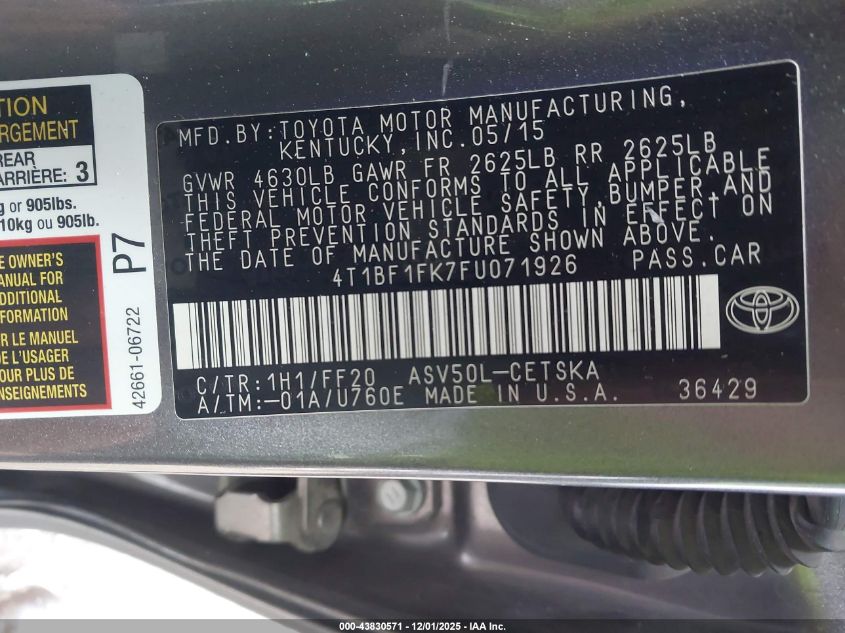 TION
ARGEMENT
REAR
ARRIÈRE: 3
g or 905lbs.
10kg ou 905lb.
E OWNER'S
ANUAL FOR
ADDITIONAL
FORMATION
R LE MANUEL
E L'USAGER
POUR PLUS DE
ENSEIGNEMENTS
P7
42661-06722
MFD.BY:TOYOTA MOTOR MANUFACTURING,
KENTUCKY,INC.05/15
GVWR 4630LB GAWR FR 2625LB RR 2625LB
THIS VEHICLE CONFORMS TO ALL APPLICABLE
FEDERAL MOTOR VEHICLE SAFETY,BUMPER,AND
THEFT PREVENTION STANDARDS IN EFFECT ON
THE DATE OF MANUFACTURE SHOWN ABOVE.
4T1BF1FK7FU071926 PASS.CAR
C/TR:1H1/FF20 ASV50L-CETSKA
A/TM:-01A/U760E MADE IN U.S.A. 36429
000-43830571 - 12/01/2025 - IAA Inc.